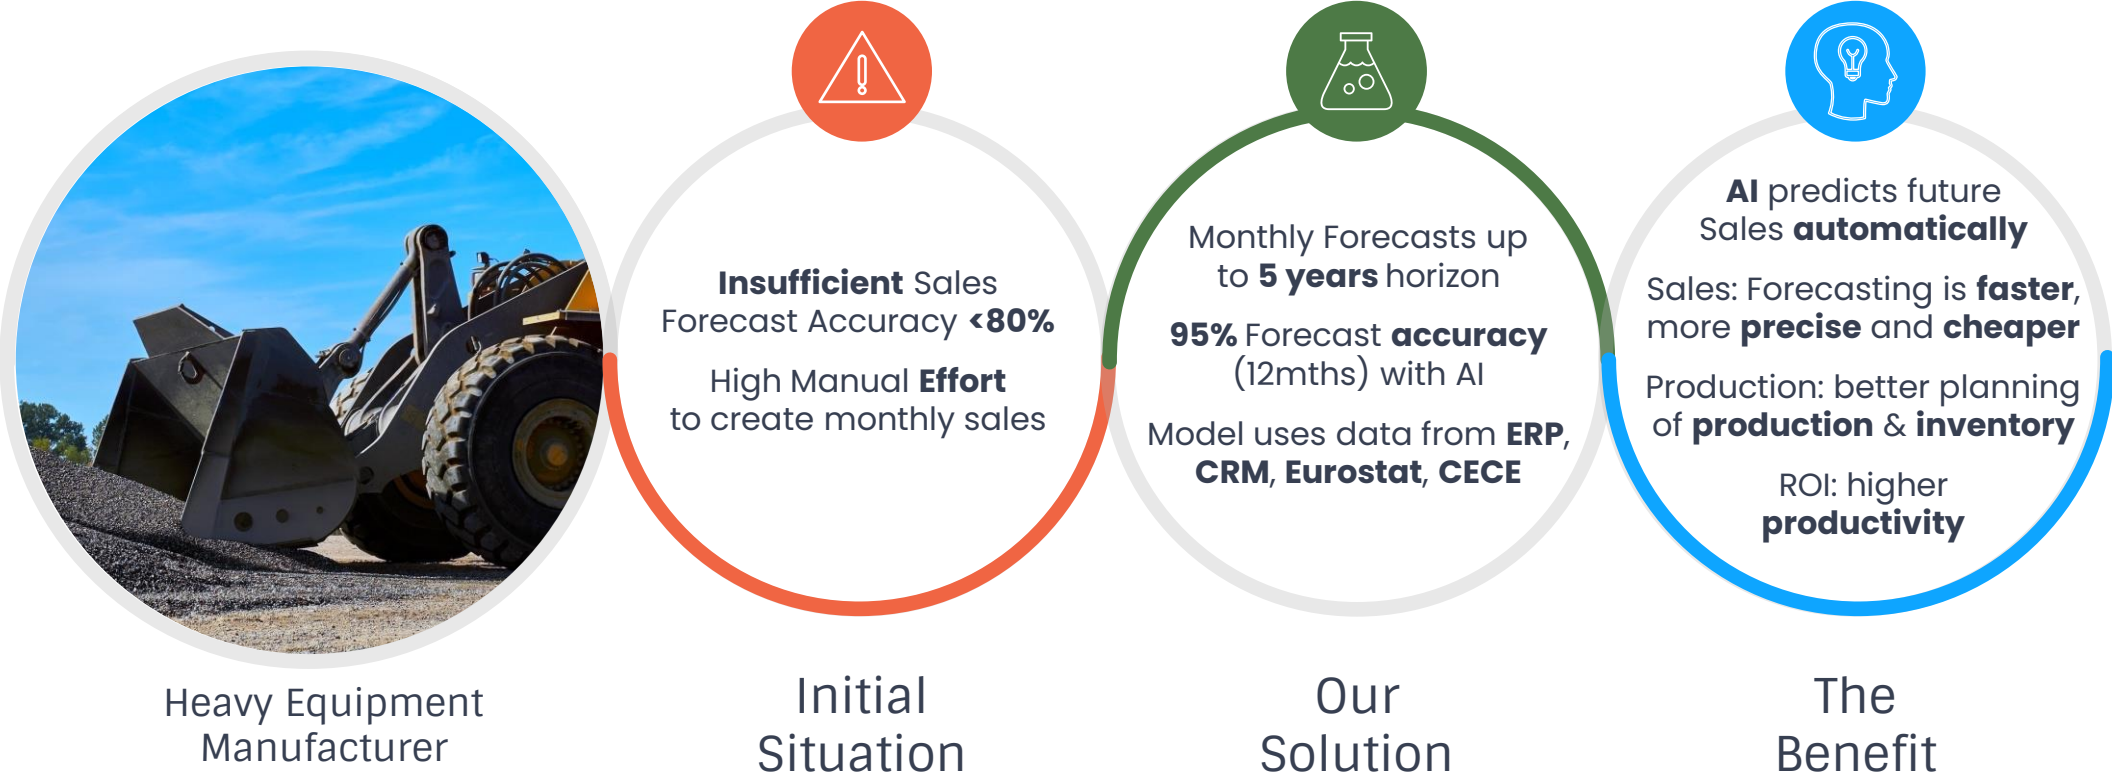 Heavy Equipment
Manufacturer
Insufficient Sales
Forecast Accuracy <80%
High Manual Effort
to create monthly sales
Initial
Situation
Monthly Forecasts up
to 5 years horizon
95% Forecast accuracy
(12mths) with AI
Model uses data from ERP,
CRM, Eurostat, CECE
Our
Solution
AI predicts future
Sales automatically
Sales: Forecasting is faster,
more precise and cheaper
Production: better planning
of production & inventory
ROI: higher
productivity
The
Benefit